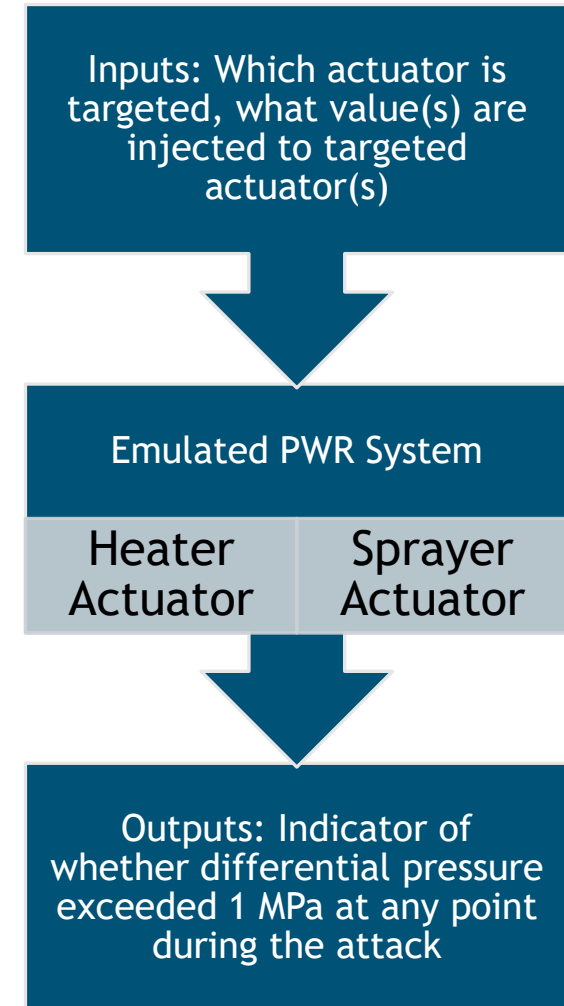 Inputs: Which actuator is
targeted, what value(s) are
injected to targeted
actuator(s)
Emulated PWR System
Heater
Actuator
Sprayer
Actuator
Outputs: Indicator of
whether differential pressure
exceeded 1 MPa at any point
during the attack